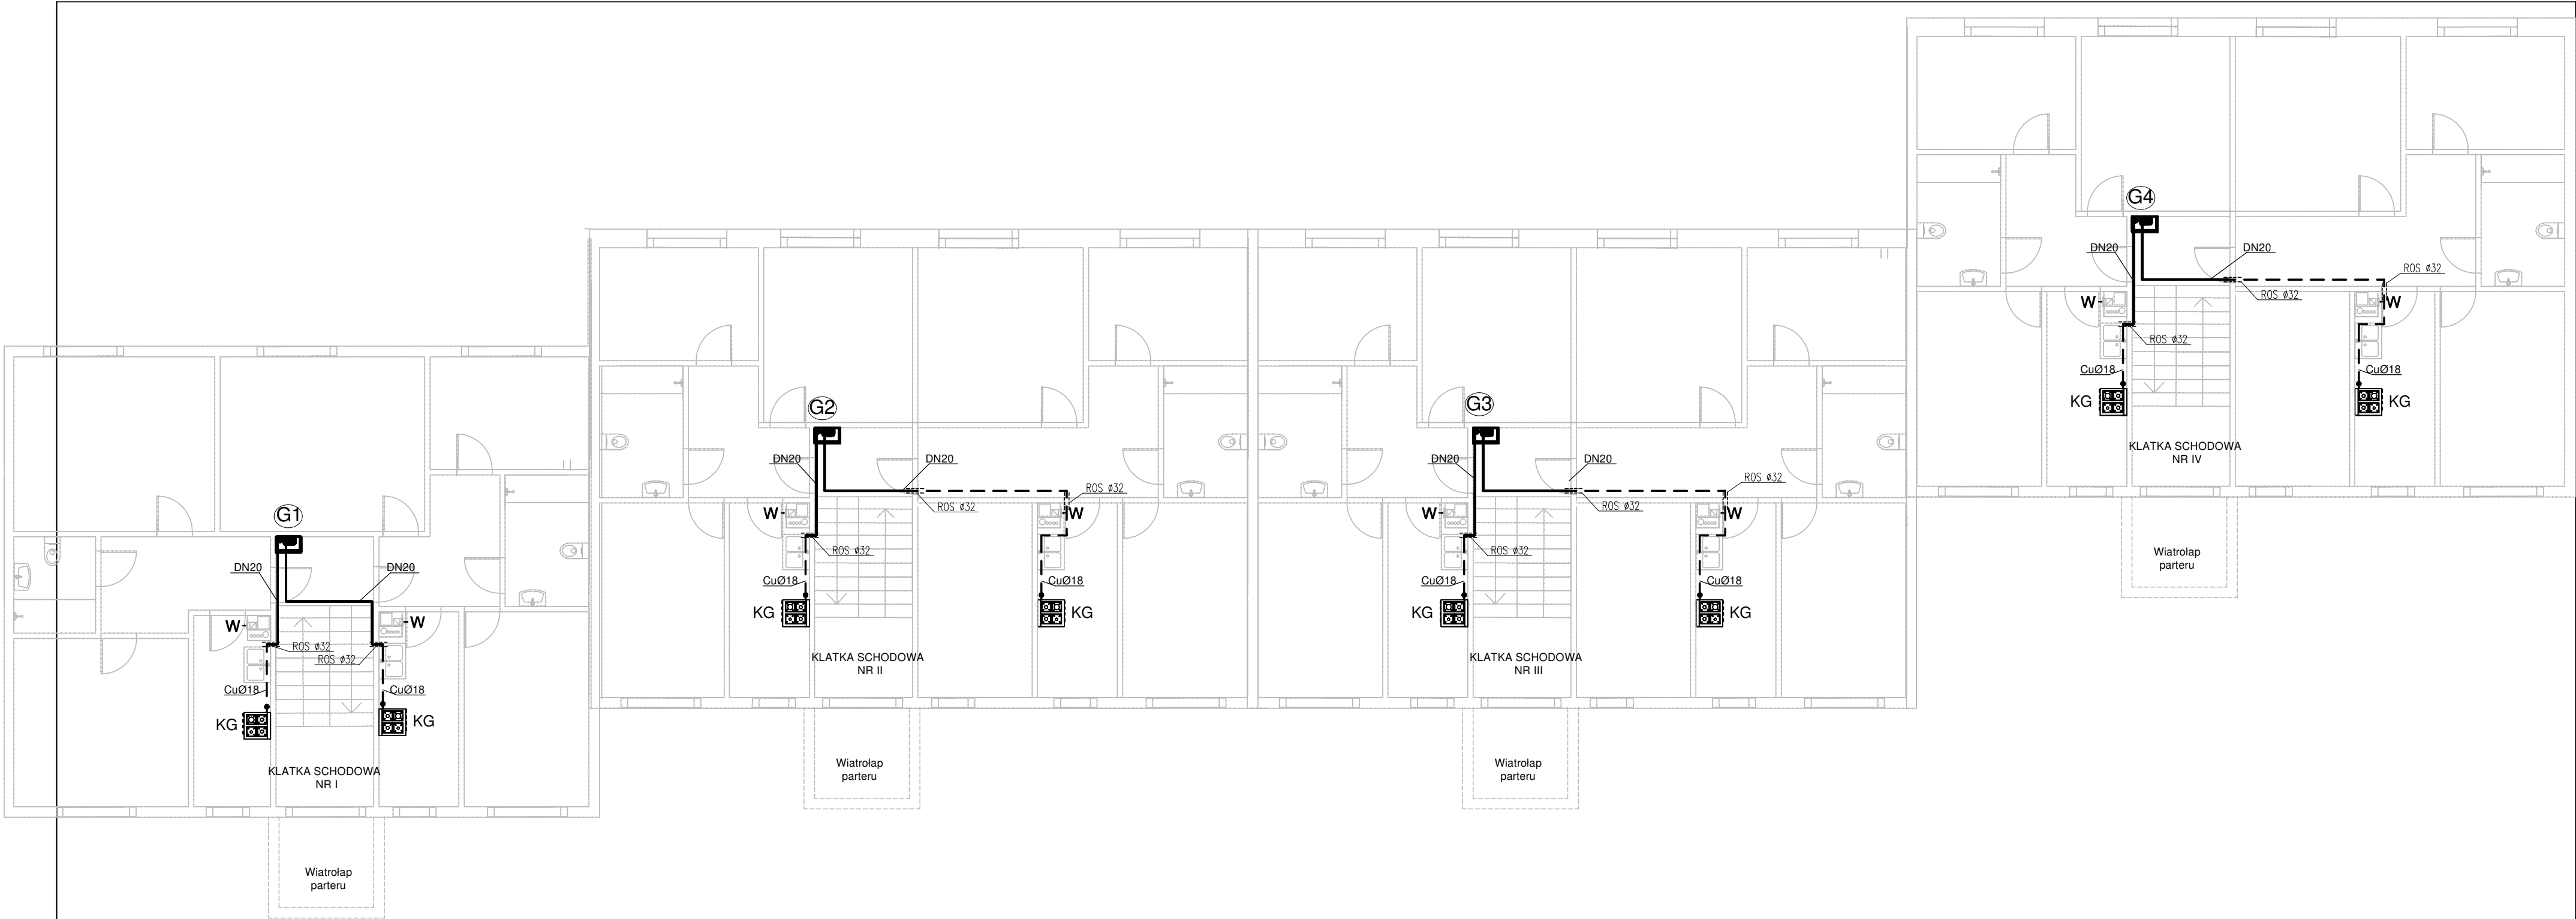 G1
DN20
DN20
W
W
ROS ø32
ROS ø32
CuØ18
CuØ18
KG
KG
KLATKA SCHODOWA
NR I
Wiatrołap
parteru
G2
DN20
DN20
ROS ø32
ROS ø32
W
W
ROS ø32
CuØ18
CuØ18
KG
KG
KLATKA SCHODOWA
NR II
Wiatrołap
parteru
G3
DN20
DN20
ROS ø32
ROS ø32
W
W
ROS ø32
CuØ18
CuØ18
KG
KG
KLATKA SCHODOWA
NR III
Wiatrołap
parteru
G4
DN20
DN20
ROS ø32
ROS ø32
W
W
ROS ø32
CuØ18
CuØ18
KG
KG
KLATKA SCHODOWA
NR IV
Wiatrołap
parteru